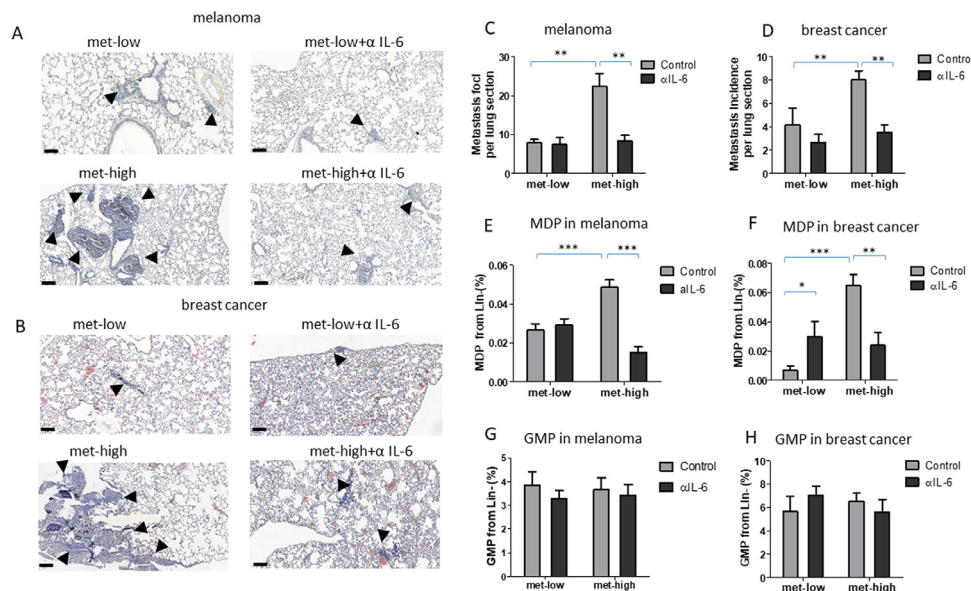 melanoma
A
met-low
met-low+α IL-6
met-high
met-high+α IL-6
breast cancer
B
met-low
met-low+α IL-6
met-high
met-high+α IL-6
C
melanoma
Metastasis foci
per lung section
30
20
10
0
**
**
Control
αIL-6
met-low
met-high
D
breast cancer
Metastasis Incidence
per lung section
10
8
6
4
2
0
**
**
Contro
αIL-6
met-low
met-high
E
MDP in melanoma
MDP from Lin-(%)
0.06
0.04
0.02
0.00
***
***
Control
aIL-6
met-low
met-high
F
MDP in breast cancer
MDP from Lin-(%)
0.08
0.06
0.04
0.02
0.00
***
**
*
Control
αIL-6
met-low
met-high
G
GMP in melanoma
GMP from Lin- (%)
5
4
3
2
1
0
Control
αIL-6
met-low
met-high
H
GMP in breast cancer
GMP from Lin- (%)
10
8
6
4
2
0
Control
αIL-6
met-low
met-high